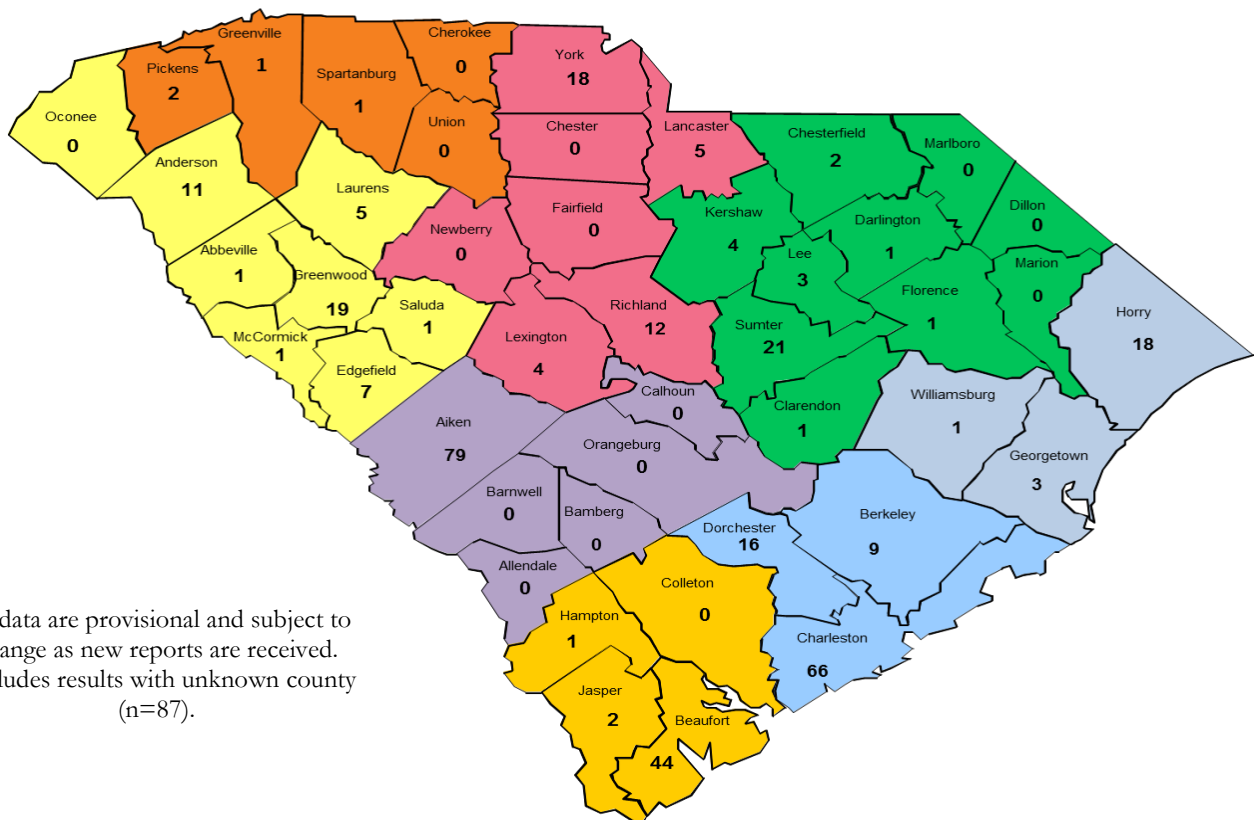 Greenville
1
Cherokee
0
Pickens
2
Spartanburg
1
York
18
Oconee
0
Union
0
Chester
0
Lancaster
5
Chesterfield
2
Marlboro
0
Anderson
11
Laurens
5
Newberry
0
Fairfield
0
Kershaw
4
Darlington
1
Dillon
0
Abbeville
1
Greenwood
19
Saluda
1
Lee
3
Marion
0
Florence
1
Horry
18
McCormick
1
Edgefield
7
Lexington
4
Richland
12
Sumter
21
Calhoun
0
Clarendon
1
Williamsburg
1
Aiken
79
Orangeburg
0
Georgetown
3
Barnwell
0
Bamberg
0
Dorchester
16
Berkeley
9
Allendale
0
Hampton
1
Colleton
0
Charleston
66
Jasper
2
Beaufort
44
data are provisional and subject to
ange as new reports are received.
ludes results with unknown county
(n=87).